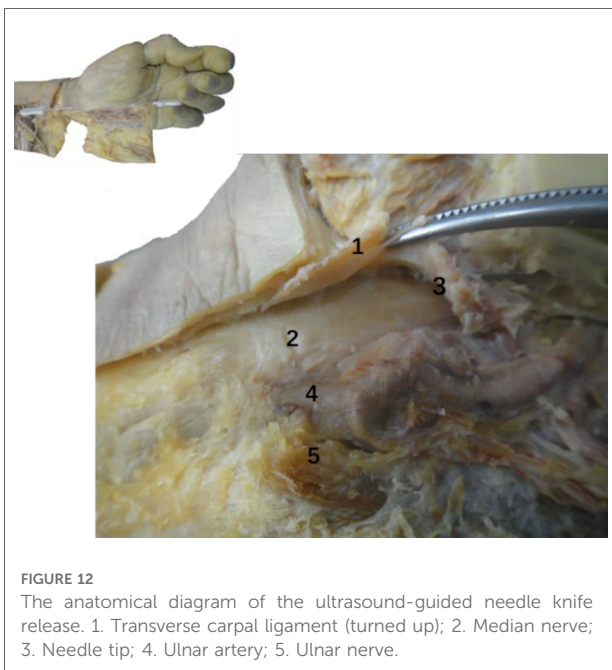 1
3
2
4
5
FIGURE 12
The anatomical diagram of the ultrasound-guided needle knife
release. 1. Transverse carpal ligament (turned up); 2. Median nerve;
3. Needle tip; 4. Ulnar artery; 5. Ulnar nerve.